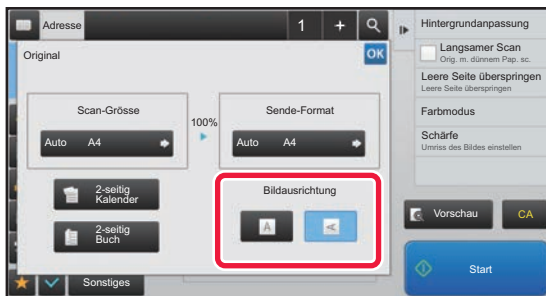 Adresse
1
+
Original
OK
Scan-Grösse
Auto A4
100%
Sende-Format
Auto A4
2-seitig
Kalender
2-seitig
Buch
Bildausrichtung
A
A
Sonstiges
Hintergrundanpassung
Langsamer Scan
Orig. m. dünnem Pap. sc.
Leere Seite überspringen
Leere Seite überspringen
Farbmodus
Schärfe
Umriss des Bildes einstellen
Vorschau
CA
Start